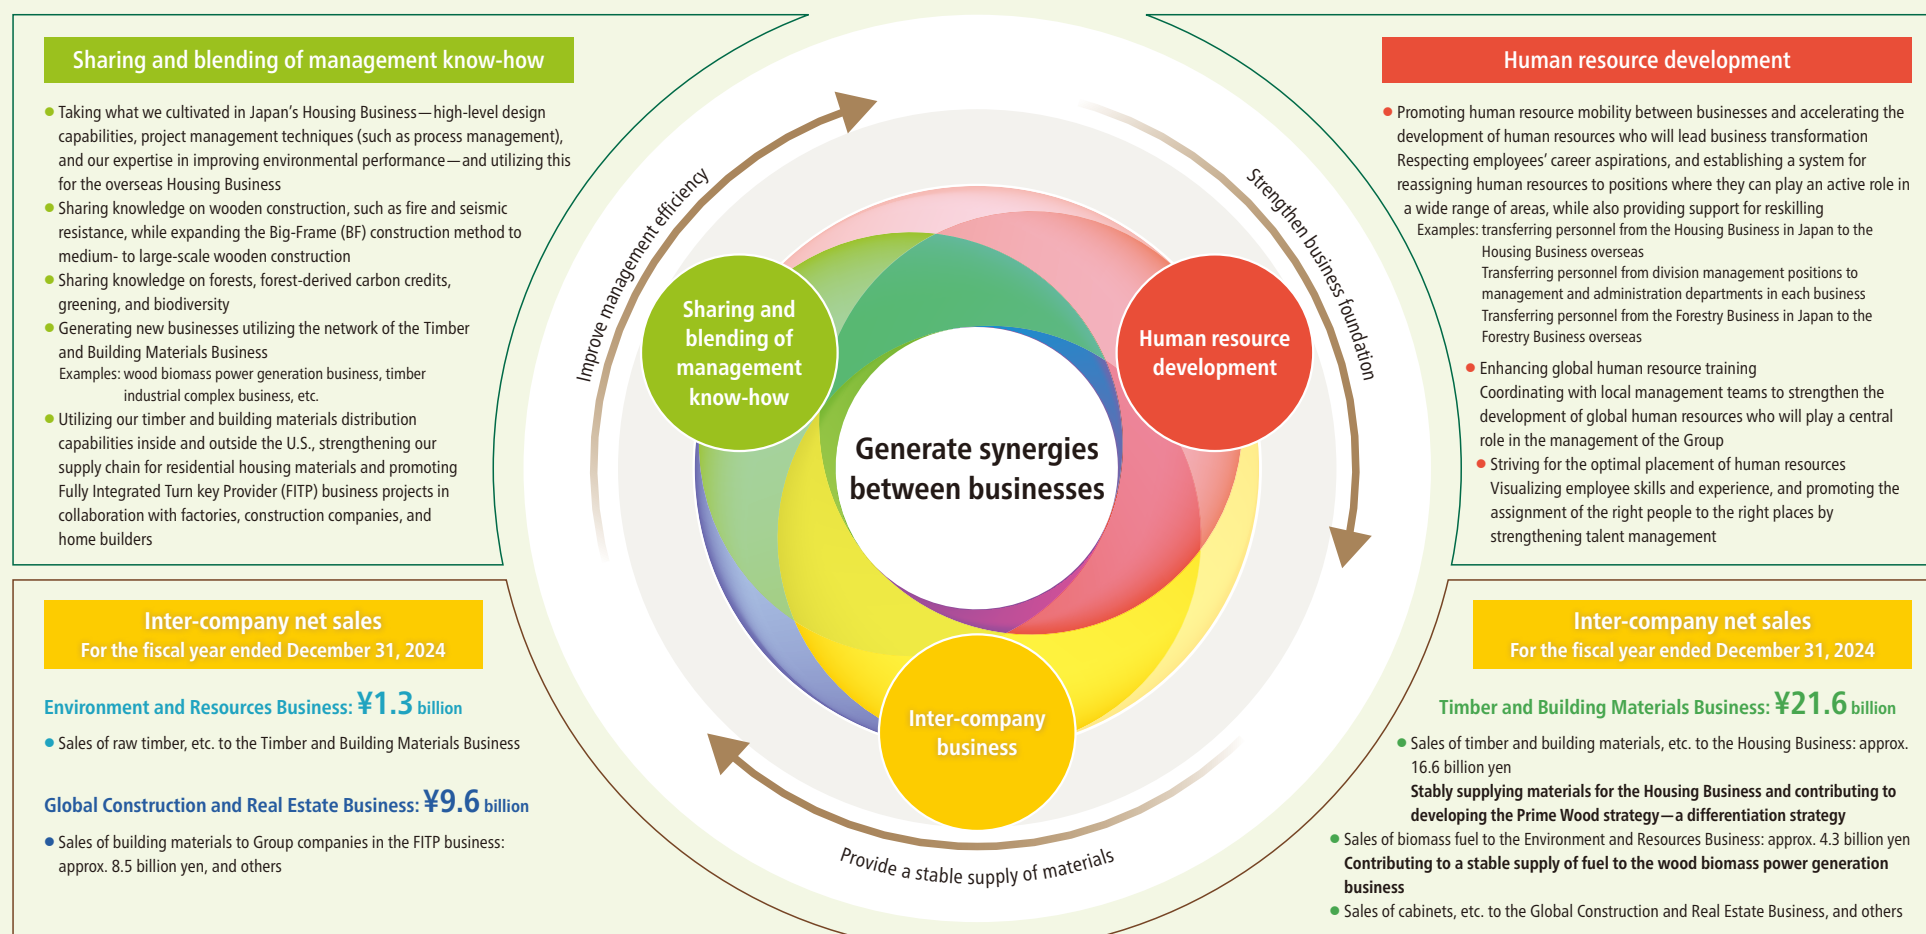 Sharing and blending of management know-how
● Taking what we cultivated in Japan's Housing Business—high-level design
capabilities, project management techniques (such as process management),
and our expertise in improving environmental performance—and utilizing this
for the overseas Housing Business
● Sharing knowledge on wooden construction, such as fire and seismic
resistance, while expanding the Big-Frame (BF) construction method to
medium- to large-scale wooden construction
● Sharing knowledge on forests, forest-derived carbon credits,
greening, and biodiversity
● Generating new businesses utilizing the network of the Timber
and Building Materials Business
Examples: wood biomass power generation business, timber
industrial complex business, etc.
● Utilizing our timber and building materials distribution
capabilities inside and outside the U.S., strengthening our
supply chain for residential housing materials and promoting
Fully Integrated Turn key Provider (FITP) business projects in
collaboration with factories, construction companies, and
home builders
Human resource development
● Promoting human resource mobility between businesses and accelerating the
development of human resources who will lead business transformation
Respecting employees' career aspirations, and establishing a system for
reassigning human resources to positions where they can play an active role in
a wide range of areas, while also providing support for reskilling
Examples: transferring personnel from the Housing Business in Japan to the
Housing Business overseas
Transferring personnel from division management positions to
management and administration departments in each business
Transferring personnel from the Forestry Business in Japan to the
Forestry Business overseas
● Enhancing global human resource training
Coordinating with local management teams to strengthen the
development of global human resources who will play a central
role in the management of the Group
● Striving for the optimal placement of human resources
Visualizing employee skills and experience, and promoting the
assignment of the right people to the right places by
strengthening talent management
Improve management efficiency
Strengthen business foundation
Sharing and
blending of
management
know-how
Human resource
development
Generate synergies
between businesses
Inter-company
business
Provide a stable supply of materials
Inter-company net sales
For the fiscal year ended December 31, 2024
Environment and Resources Business: ¥1.3 billion
● Sales of raw timber, etc. to the Timber and Building Materials Business
Global Construction and Real Estate Business: ¥9.6 billion
● Sales of building materials to Group companies in the FITP business:
approx. 8.5 billion yen, and others
Inter-company net sales
For the fiscal year ended December 31, 2024
Timber and Building Materials Business: ¥21.6 billion
● Sales of timber and building materials, etc. to the Housing Business: approx.
16.6 billion yen
Stably supplying materials for the Housing Business and contributing to
developing the Prime Wood strategy—a differentiation strategy
● Sales of biomass fuel to the Environment and Resources Business: approx. 4.3 billion yen
Contributing to a stable supply of fuel to the wood biomass power generation
business
● Sales of cabinets, etc. to the Global Construction and Real Estate Business, and others